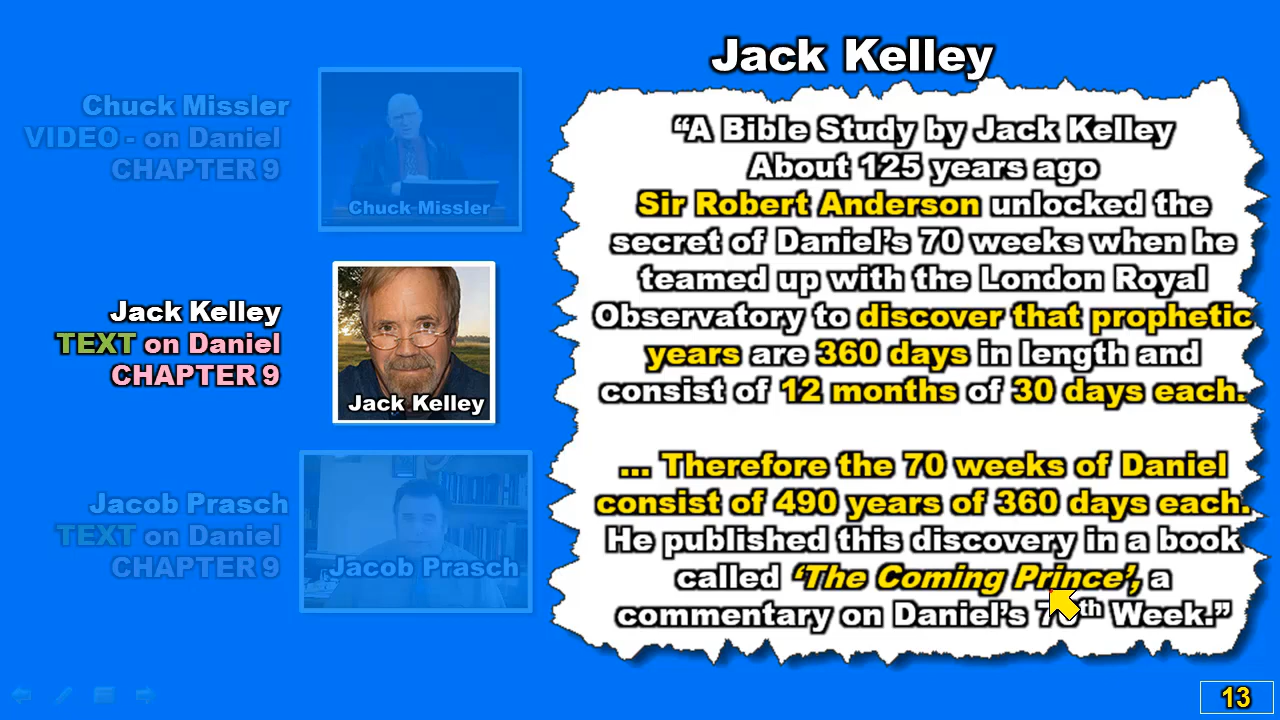 Chuck Missler
VIDEO - on Daniel
CHAPTER 9
Chuck Missler
Jack Kelley
TEXT on Daniel
CHAPTER 9
Jack Kelley
Jacob Prasch
TEXT on Daniel
CHAPTER 9
Jacob Prasch
Jack Kelley
“A Bible Study by Jack Kelley
About 125 years ago
Sir Robert Anderson unlocked the
secret of Daniel’s 70 weeks when he
teamed up with the London Royal
Observatory to discover that prophetic
years are 360 days in length and
consist of 12 months of 30 days each.
... Therefore the 70 weeks of Daniel
consist of 490 years of 360 days each.
He published this discovery in a book
called ‘The Coming Prince’, a
commentary on Daniel’s 70th Week.”
13